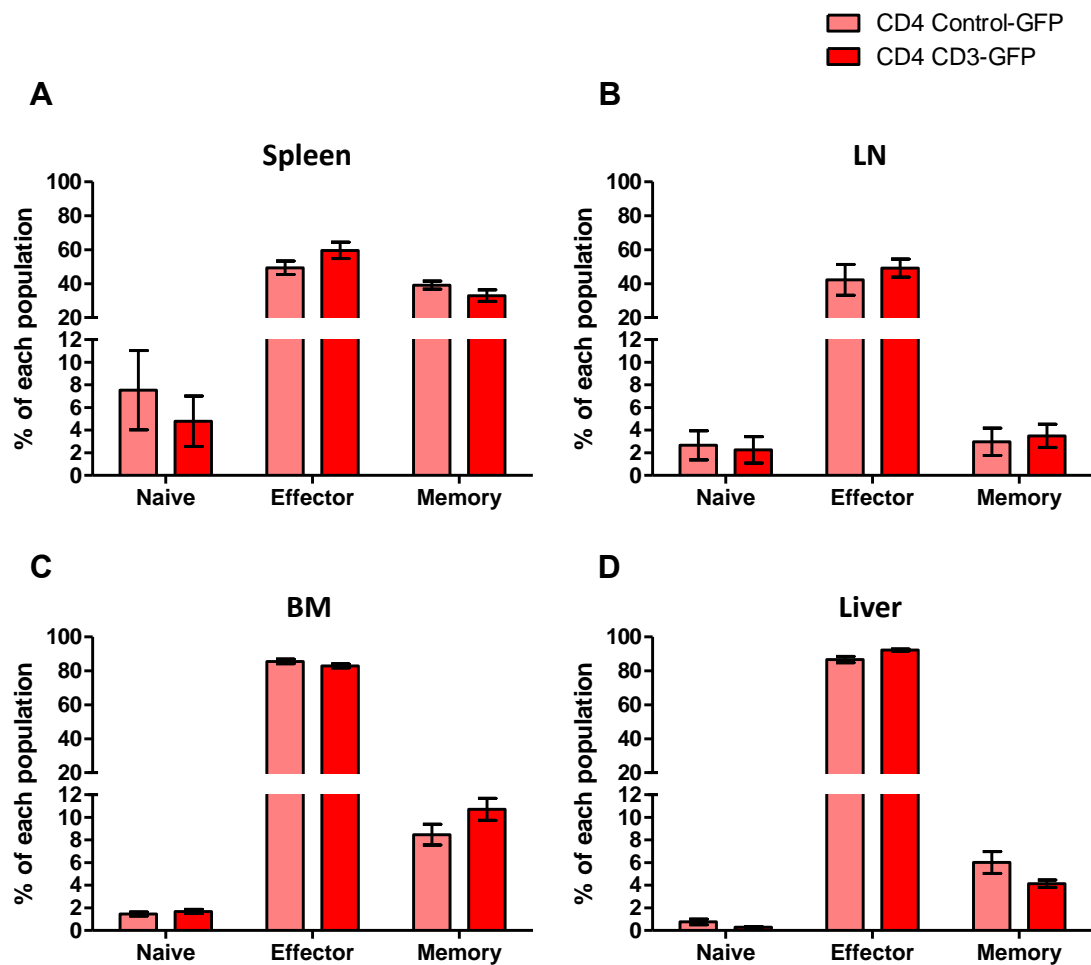 CD4 Control-GFP
CD4 CD3-GFP
A
Spleen
% of each population
100
80
60
40
20
12
10
8
6
4
2
0
Naive Effector Memory
B
LN
% of each population
100
80
60
40
20
12
10
8
6
4
2
0
Naive Effector Memory
C
BM
% of each population
100
80
60
40
20
12
10
8
6
4
2
0
Naive Effector Memory
D
Liver
% of each population
100
80
60
40
20
12
10
8
6
4
2
0
Naive Effector Memory